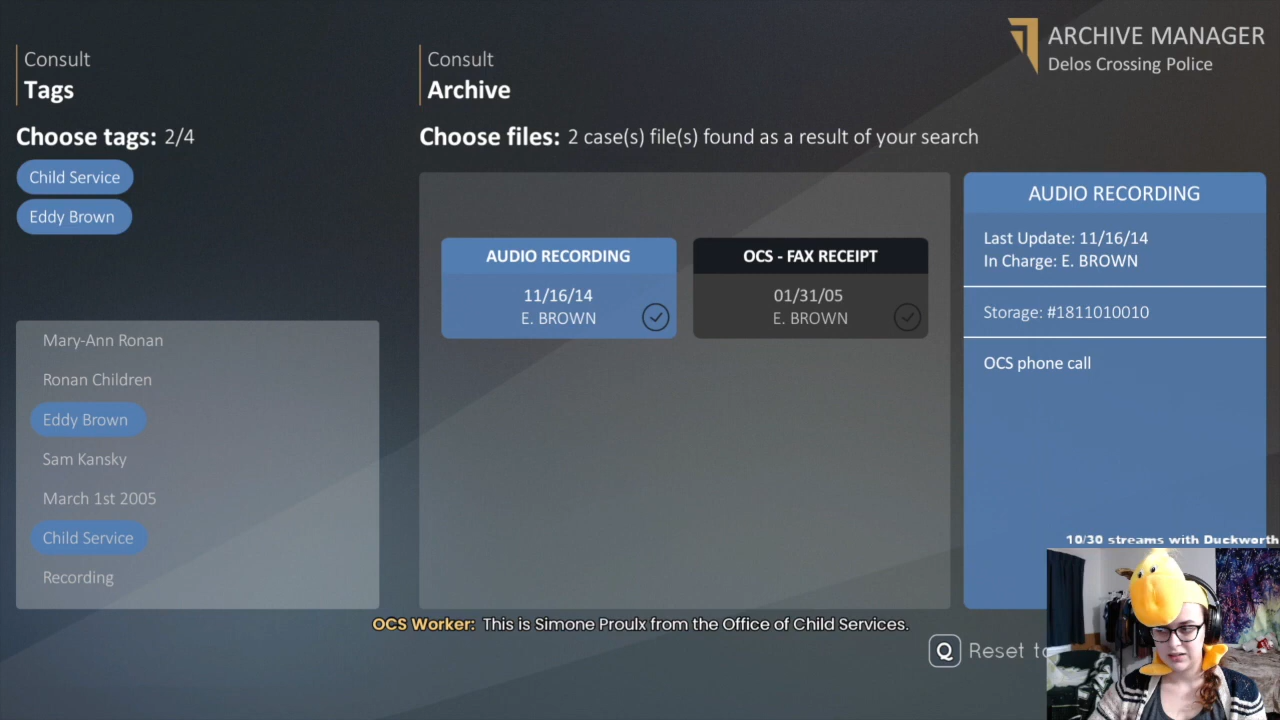 Consult
Tags
Choose tags: 2/4
Child Service
Eddy Brown
Mary-Ann Ronan
Ronan Children
Eddy Brown
Sam Kansky
March 1st 2005
Child Service
Recording
Consult
Archive
Choose files: 2 case(s) file(s) found as a result of your search
AUDIO RECORDING
11/16/14
E. BROWN
OCS - FAX RECEIPT
01/31/05
E. BROWN
ARCHIVE MANAGER
Delos Crossing Police
AUDIO RECORDING
Last Update: 11/16/14
In Charge: E. BROWN
Storage: #1811010010
OCS phone call
10/30 streams with Duckworth
OCS Worker: This is Simone Proulx from the Office of Child Services.
Q Reset